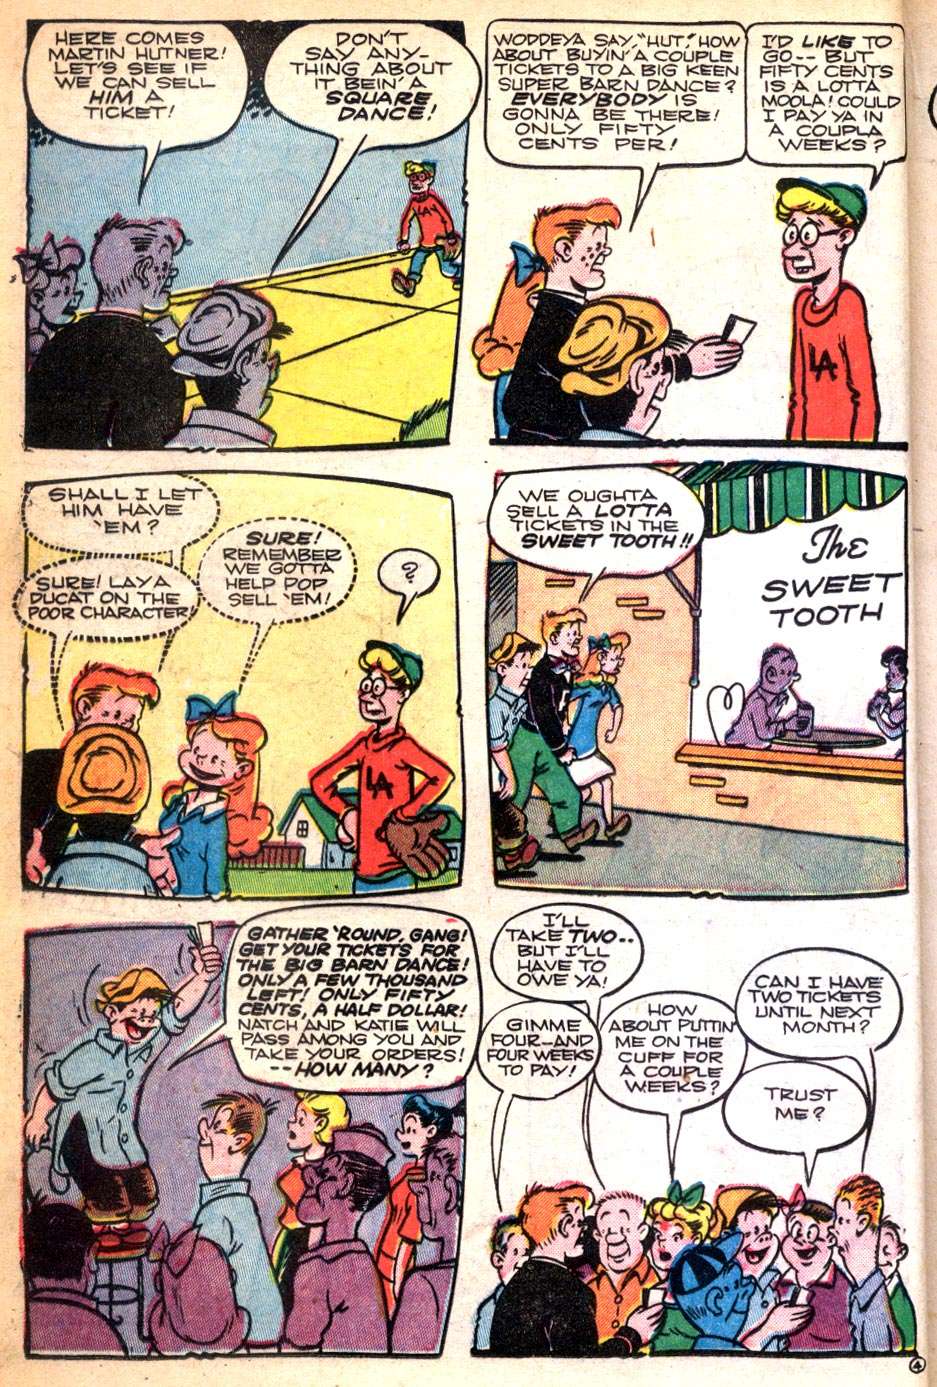 HERE COMES
MARTIN HUTNER!
LET'S SEE IF
WE CAN SELL
HIM A
TICKET!
DON'T
SAY ANY-
THING ABOUT
IT BEIN' A
SQUARE
DANCE!
LA
WODDEYA SAY, "HUT," HOW
ABOUT BUYIN' A COUPLE
TICKETS TO A BIG KEEN
SUPER BARN DANCE?
EVERYBODY IS
GONNA BE THERE!
ONLY FIFTY
CENTS PER!
I'D LIKE TO
GO-- BUT
FIFTY CENTS
IS A LOTTA
MOOLA! COULD
I PAY YA IN
A COUPLA
WEEKS?
LA
SHALL I LET
HIM HAVE
'EM?
SURE! LAY A
DUCAT ON THE
POOR CHARACTER!
SURE!
REMEMBER
WE GOTTA
HELP POP
SELL 'EM!
?
LA
WE OUGHTA
SELL A LOTTA
TICKETS IN THE
SWEET TOOTH!!
The
SWEET
TOOTH
GATHER 'ROUND, GANG!
GET YOUR TICKETS FOR
THE BIG BARN DANCE!
ONLY A FEW THOUSAND
LEFT! ONLY FIFTY
CENTS, A HALF DOLLAR!
NATCH AND KATIE WILL
PASS AMONG YOU AND
TAKE YOUR ORDERS!
-- HOW MANY?
GIMME
FOUR—AND
FOUR WEEKS
TO PAY!
I'LL
TAKE TWO--
BUT I'LL
HAVE TO
OWE YA!
HOW
ABOUT PUTTIN'
ME ON THE
CUFF FOR
A COUPLE
WEEKS?
TRUST
ME?
CAN I HAVE
TWO TICKETS
UNTIL NEXT
MONTH?
4